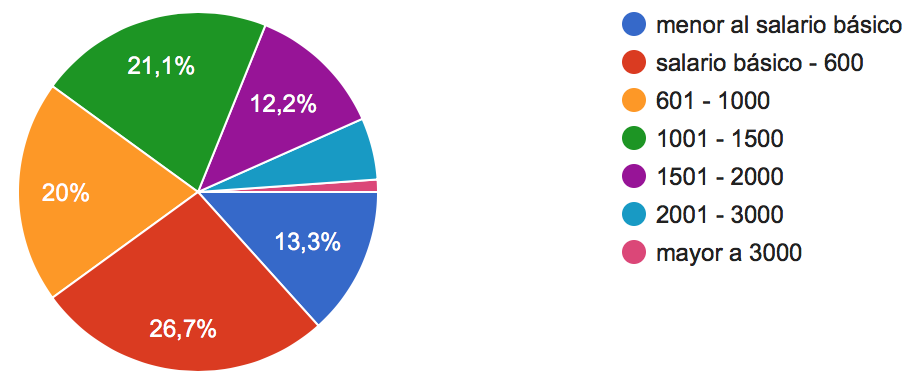 21,1%
12,2%
20%
13,3%
26,7%
menor al salario básico
salario básico - 600
601 - 1000
1001 - 1500
1501 - 2000
2001 - 3000
mayor a 3000